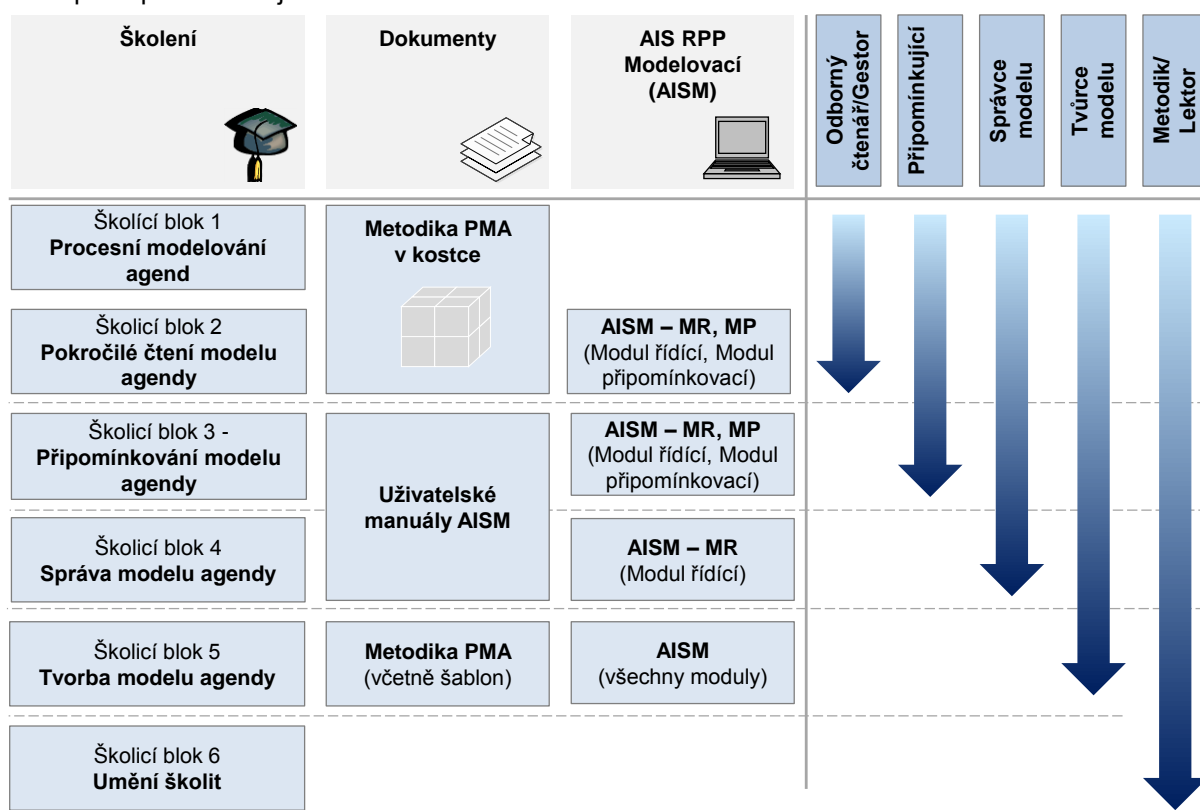 Školení
Dokumenty
AIS RPP
Modelovací
(AISM)
Odborný
čtenář/Gestor
Připomínkující
Správce
modelu
Tvůrce
modelu
Metodik/
Lektor
Školící blok 1
Procesní modelování
agend
Metodika PMA
v kostce
Školicí blok 2
Pokročilé čtení modelu
agendy
AISM – MR, MP
(Modul řídící, Modul
připomínkovací)
Školicí blok 3 -
Připomínkování modelu
agendy
Uživatelské
manuály AISM
AISM – MR, MP
(Modul řídící, Modul
připomínkovací)
Školicí blok 4
Správa modelu agendy
AISM – MR
(Modul řídící)
Školicí blok 5
Tvorba modelu agendy
Metodika PMA
(včetně šablon)
AISM
(všechny moduly)
Školicí blok 6
Umění školit